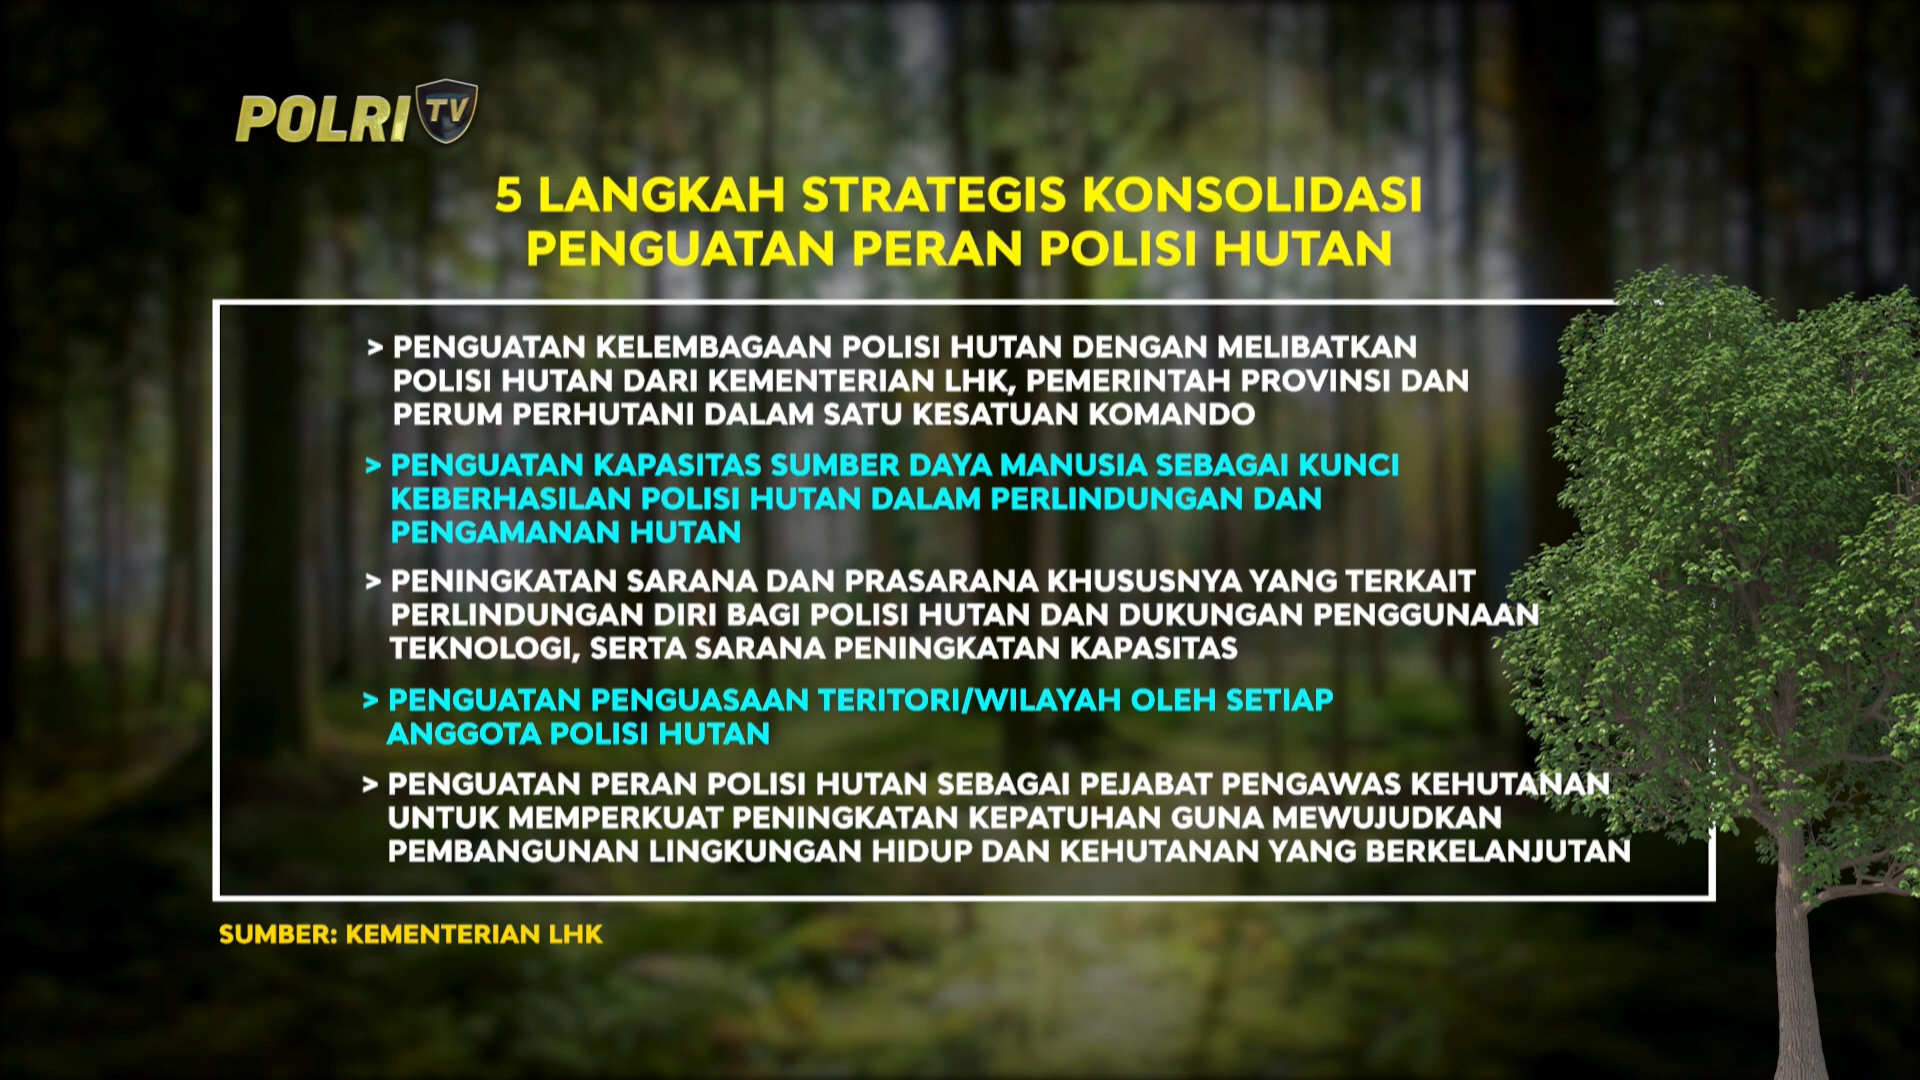 POLRI TV
5 LANGKAH STRATEGIS KONSOLIDASI
PENGUATAN PERAN POLISI HUTAN
> PENGUATAN KELEMBAGAAN POLISI HUTAN DENGAN MELIBATKAN
POLISI HUTAN DARI KEMENTERIAN LHK, PEMERINTAH PROVINSI DAN
PERUM PERHUTANI DALAM SATU KESATUAN KOMANDO
> PENGUATAN KAPASITAS SUMBER DAYA MANUSIA SEBAGAI KUNCI
KEBERHASILAN POLISI HUTAN DALAM PERLINDUNGAN DAN
PENGAMANAN HUTAN
> PENINGKATAN SARANA DAN PRASARANA KHUSUSNYA YANG TERKAIT
PERLINDUNGAN DIRI BAGI POLISI HUTAN DAN DUKUNGAN PENGGUNAAN
TEKNOLOGI, SERTA SARANA PENINGKATAN KAPASITAS
> PENGUATAN PENGUASAAN TERITORI/WILAYAH OLEH SETIAP
ANGGOTA POLISI HUTAN
> PENGUATAN PERAN POLISI HUTAN SEBAGAI PEJABAT PENGAWAS KEHUTANAN
UNTUK MEMPERKUAT PENINGKATAN KEPATUHAN GUNA MEWUJUDKAN
PEMBANGUNAN LINGKUNGAN HIDUP DAN KEHUTANAN YANG BERKELANJUTAN
SUMBER: KEMENTERIAN LHK